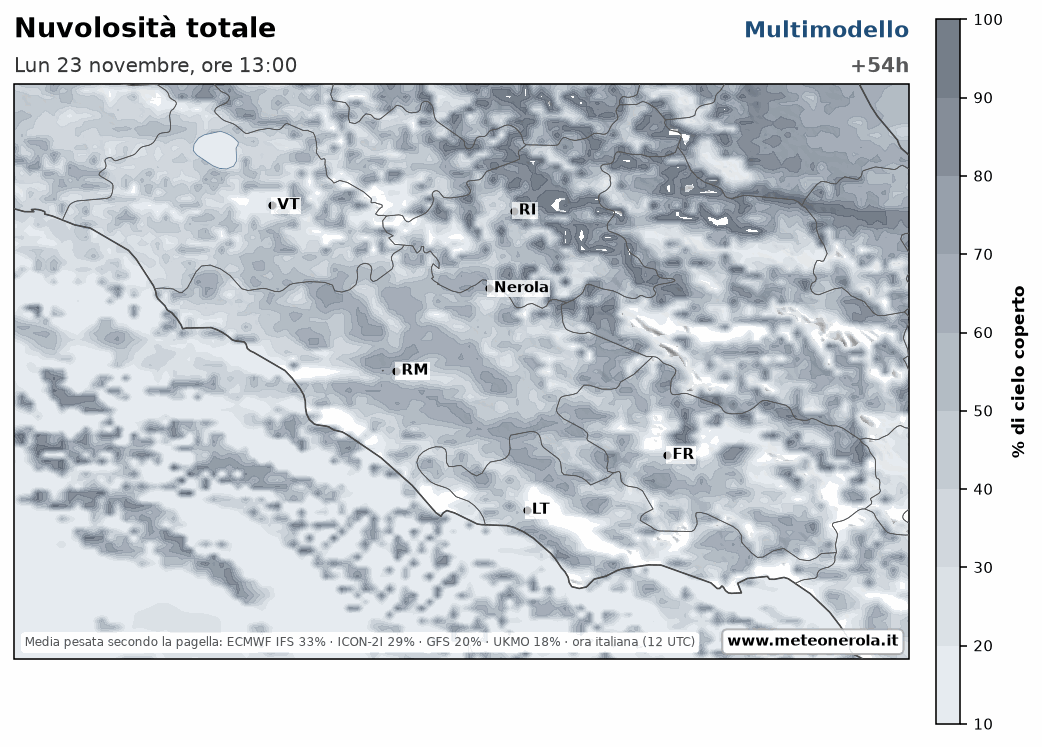 Nuvolosità totale
Multimodello
Lun 23 novembre, ore 13:00
+54h
100
90
80
70
60
50
40
30
20
10
% di cielo coperto
VT
RI
Nerola
RM
FR
LT
Media pesata secondo la pagella: ECMWF IFS 33% · ICON-2I 29% · GFS 20% · UKMO 18% · ora italiana (12 UTC)
www.meteonerola.it